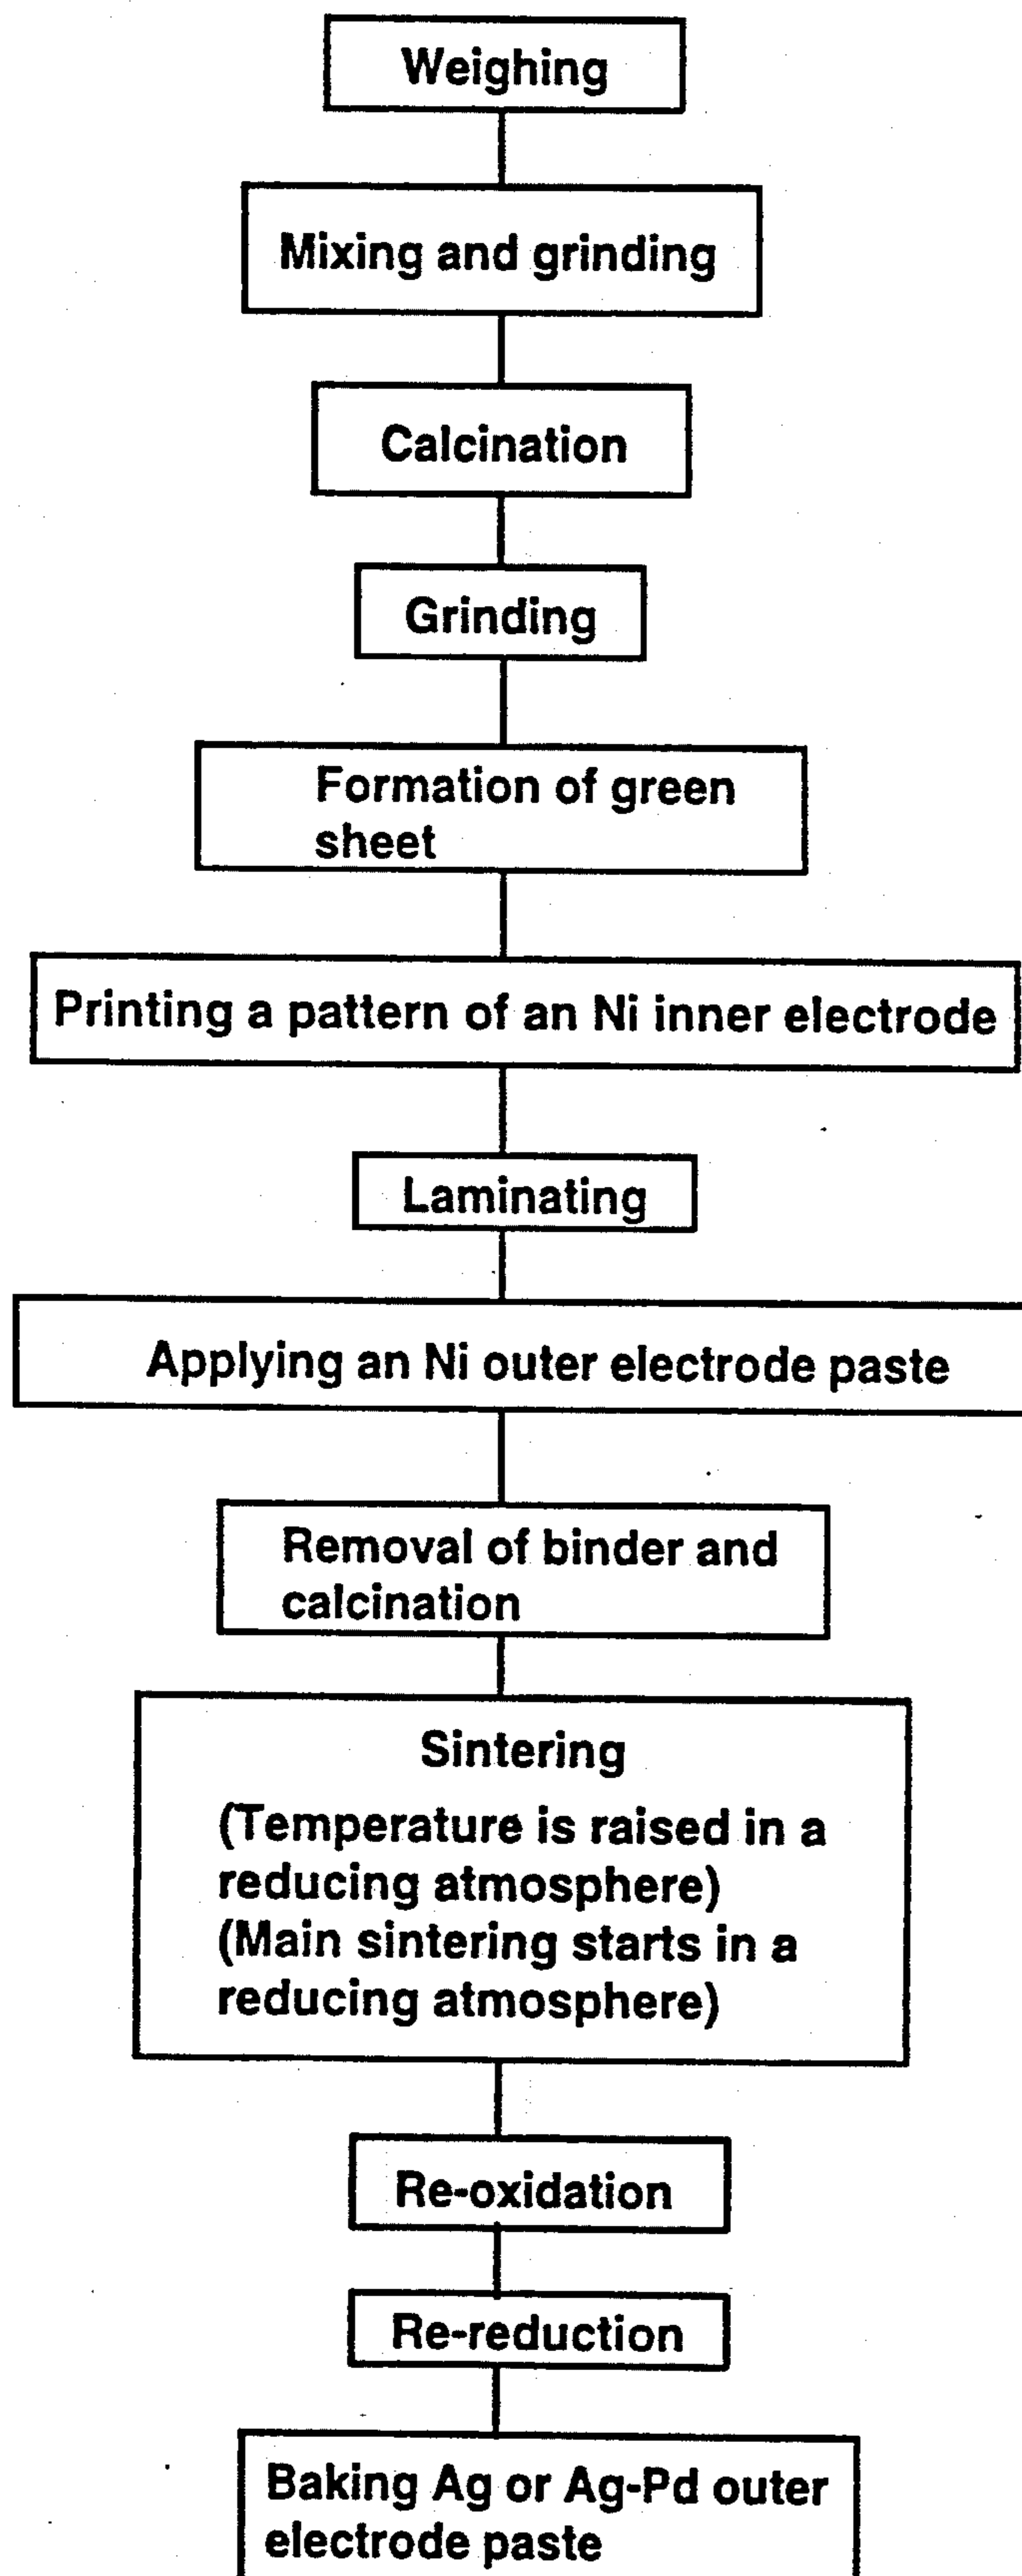 Weighing
Mixing and grinding
Calcination
Grinding
Formation of green
sheet
Printing a pattern of an Ni inner electrode
Laminating
Applying an Ni outer electrode paste
Removal of binder and
calcination
Sintering
(Temperature is raised in a
reducing atmosphere)
(Main sintering starts in a
reducing atmosphere)
Re-oxidation
Re-reduction
Baking Ag or Ag-Pd outer
electrode paste